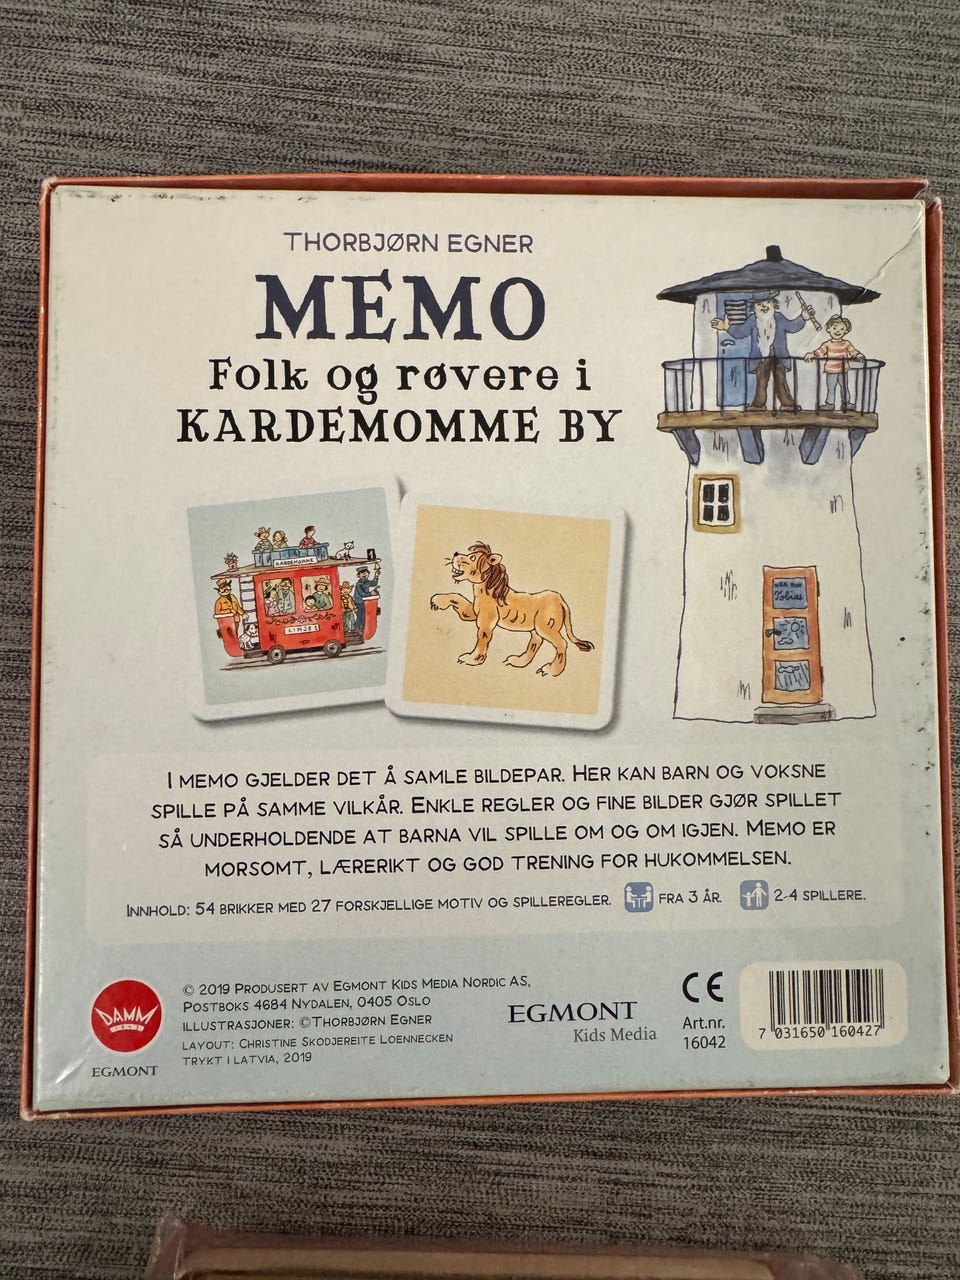 THORBJØRN EGNER
MEMO
Folk og røvere i
KARDEMOMME BY
KARDEMOMME
LINJE 1
Tobias
I MEMO GJELDER DET Å SAMLE BILDEPAR. HER KAN BARN OG VOKSNE
SPILLE PÅ SAMME VILKÅR. ENKLE REGLER OG FINE BILDER GJØR SPILLET
SÅ UNDERHOLDENDE AT BARNA VIL SPILLE OM OG OM IGJEN. MEMO ER
MORSOMT, LÆRERIKT OG GOD TRENING FOR HUKOMMELSEN.
INNHOLD: 54 BRIKKER MED 27 FORSKJELLIGE MOTIV OG SPILLEREGLER. FRA 3 ÅR. 2-4 SPILLERE.
DAMM
EGMONT
© 2019 PRODUSERT AV EGMONT KIDS MEDIA NORDIC AS,
POSTBOKS 4684 NYDALEN, 0405 OSLO
ILLUSTRASJONER: ©THORBJØRN EGNER
LAYOUT: CHRISTINE SKODJEREITE LOENNECKEN
TRYKT I LATVIA, 2019
EGMONT
Kids Media
CE
Art.nr.
16042
7 031650 160427